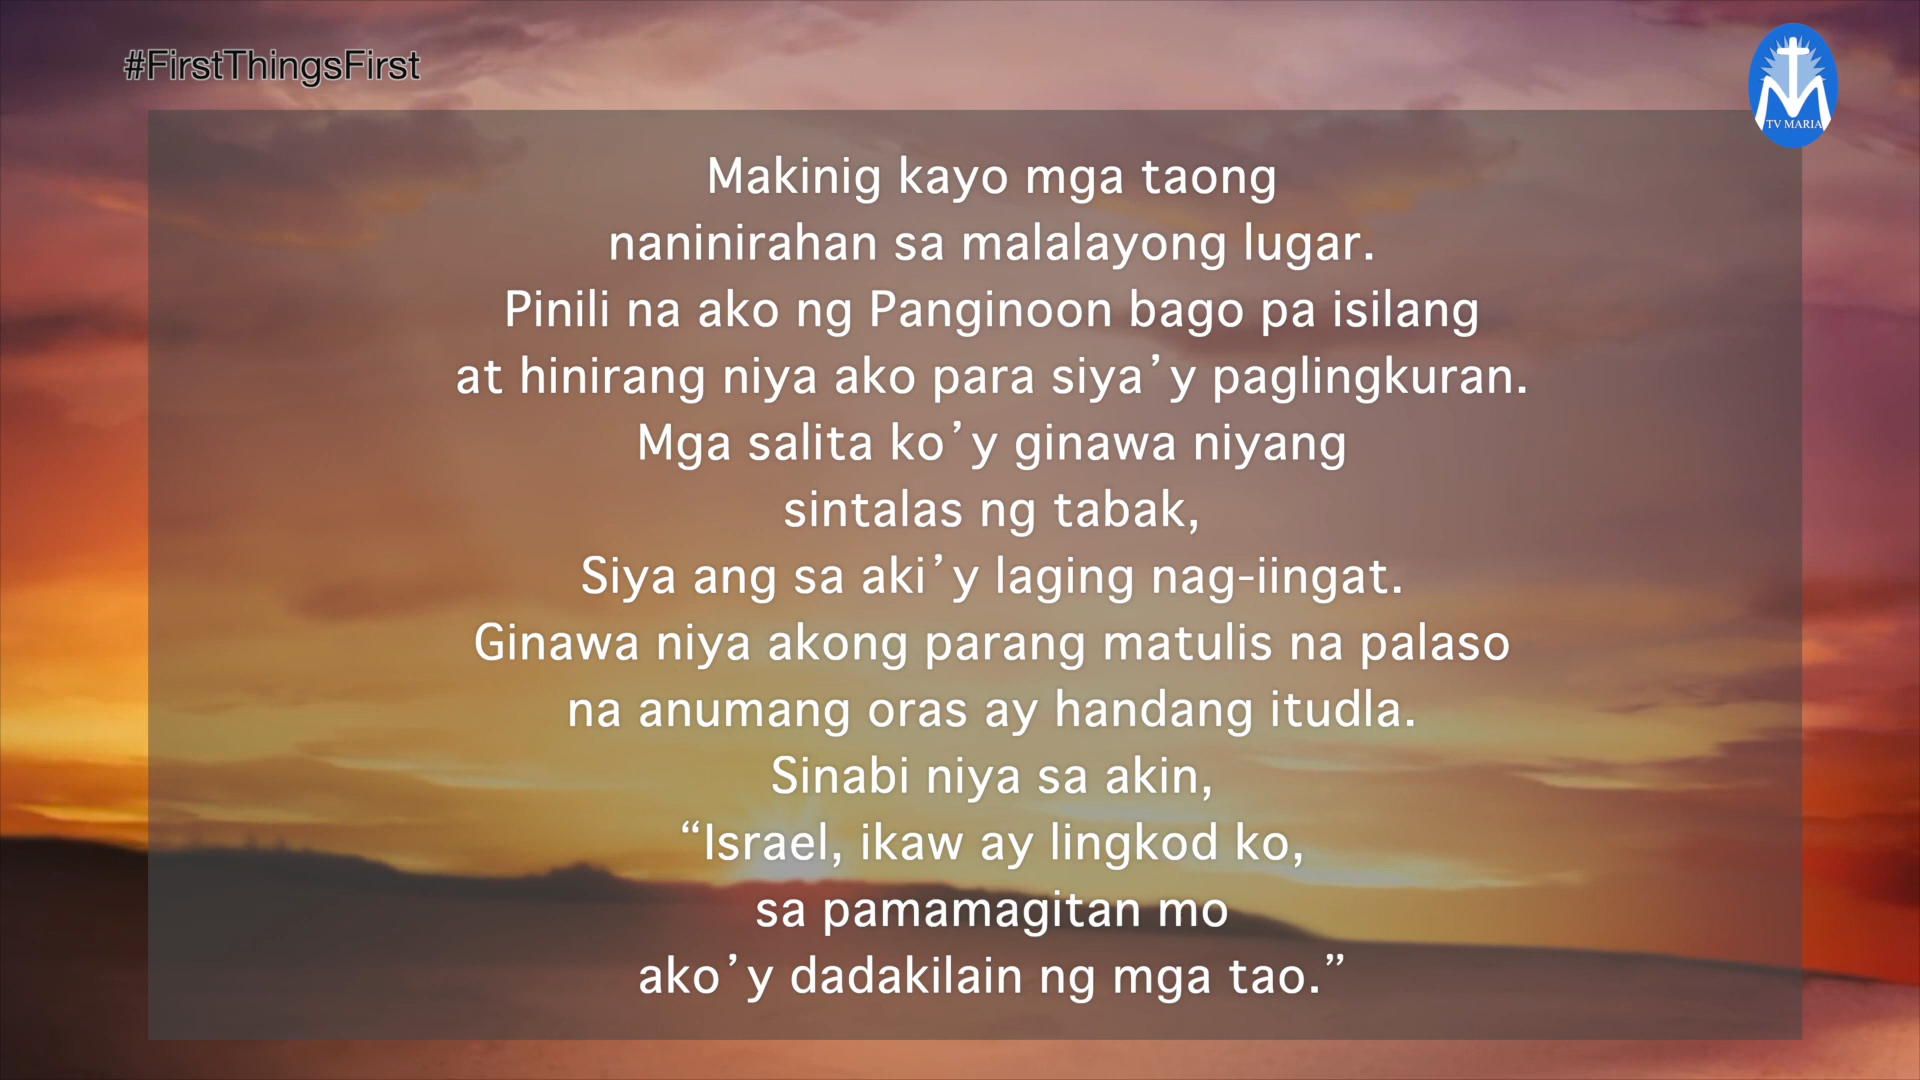 #FirstThingsFirst
TV MARIA
Makinig kayo mga taong
naninirahan sa malalayong lugar.
Pinili na ako ng Panginoon bago pa isilang
at hinirang niya ako para siya’y paglingkuran.
Mga salita ko’y ginawa niyang
sintalas ng tabak,
Siya ang sa aki’y laging nag-iingat.
Ginawa niya akong parang matulis na palaso
na anumang oras ay handang itudla.
Sinabi niya sa akin,
“Israel, ikaw ay lingkod ko,
sa pamamagitan mo
ako’y dadakilain ng mga tao.”